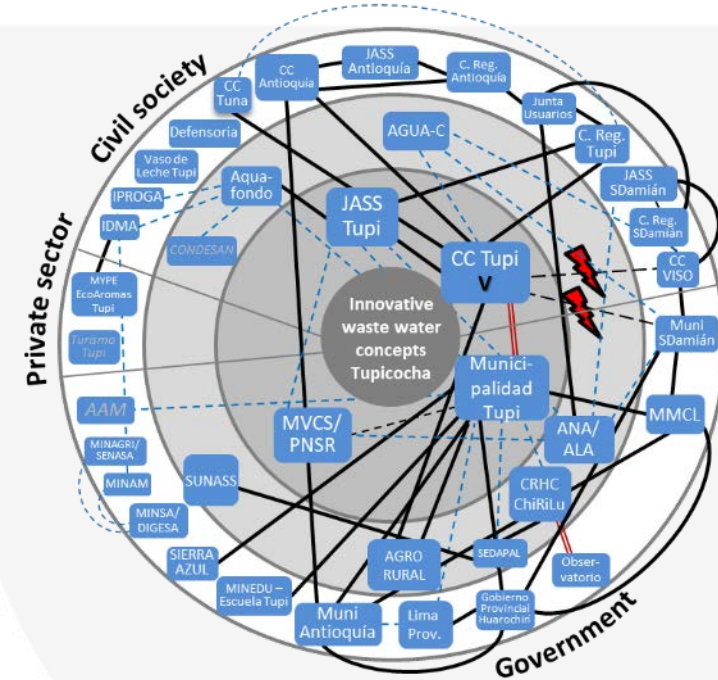 Civil society
Private sector
Government
CC
Tuna
CC
Antioquia
JASS
Antioquía
C. Reg.
Antioquía
Junta
Usuarios
C. Reg.
Tupi
JASS
SDamián
C. Reg.
SDamián
CC
VISO
Defensoria
Vaso de
Leche Tupi
IPROGA
IDMA
Aqua-
fondo
CONDESAN
AGUA-C
JASS
Tupi
CC Tupi
V
Innovative
waste water
concepts
Tupicocha
MYPE
EcoAromas
Tupi
Turismo
Tupi
AAM
MINAGRI/
SENASA
MINAM
MINSA/
DIGESA
SUNASS
SIERRA
AZUL
MINEDU –
Escuela Tupi
MVCS/
PNSR
Munici-
palidad
Tupi
Muni
SDamián
MMCL
ANA/
ALA
CRHC
ChiRiLu
Obser-
vatorio
SEDAPAL
AGRO
RURAL
Muni
Antioquía
Lima
Prov.
Gobierno
Provincial
Huarochirí